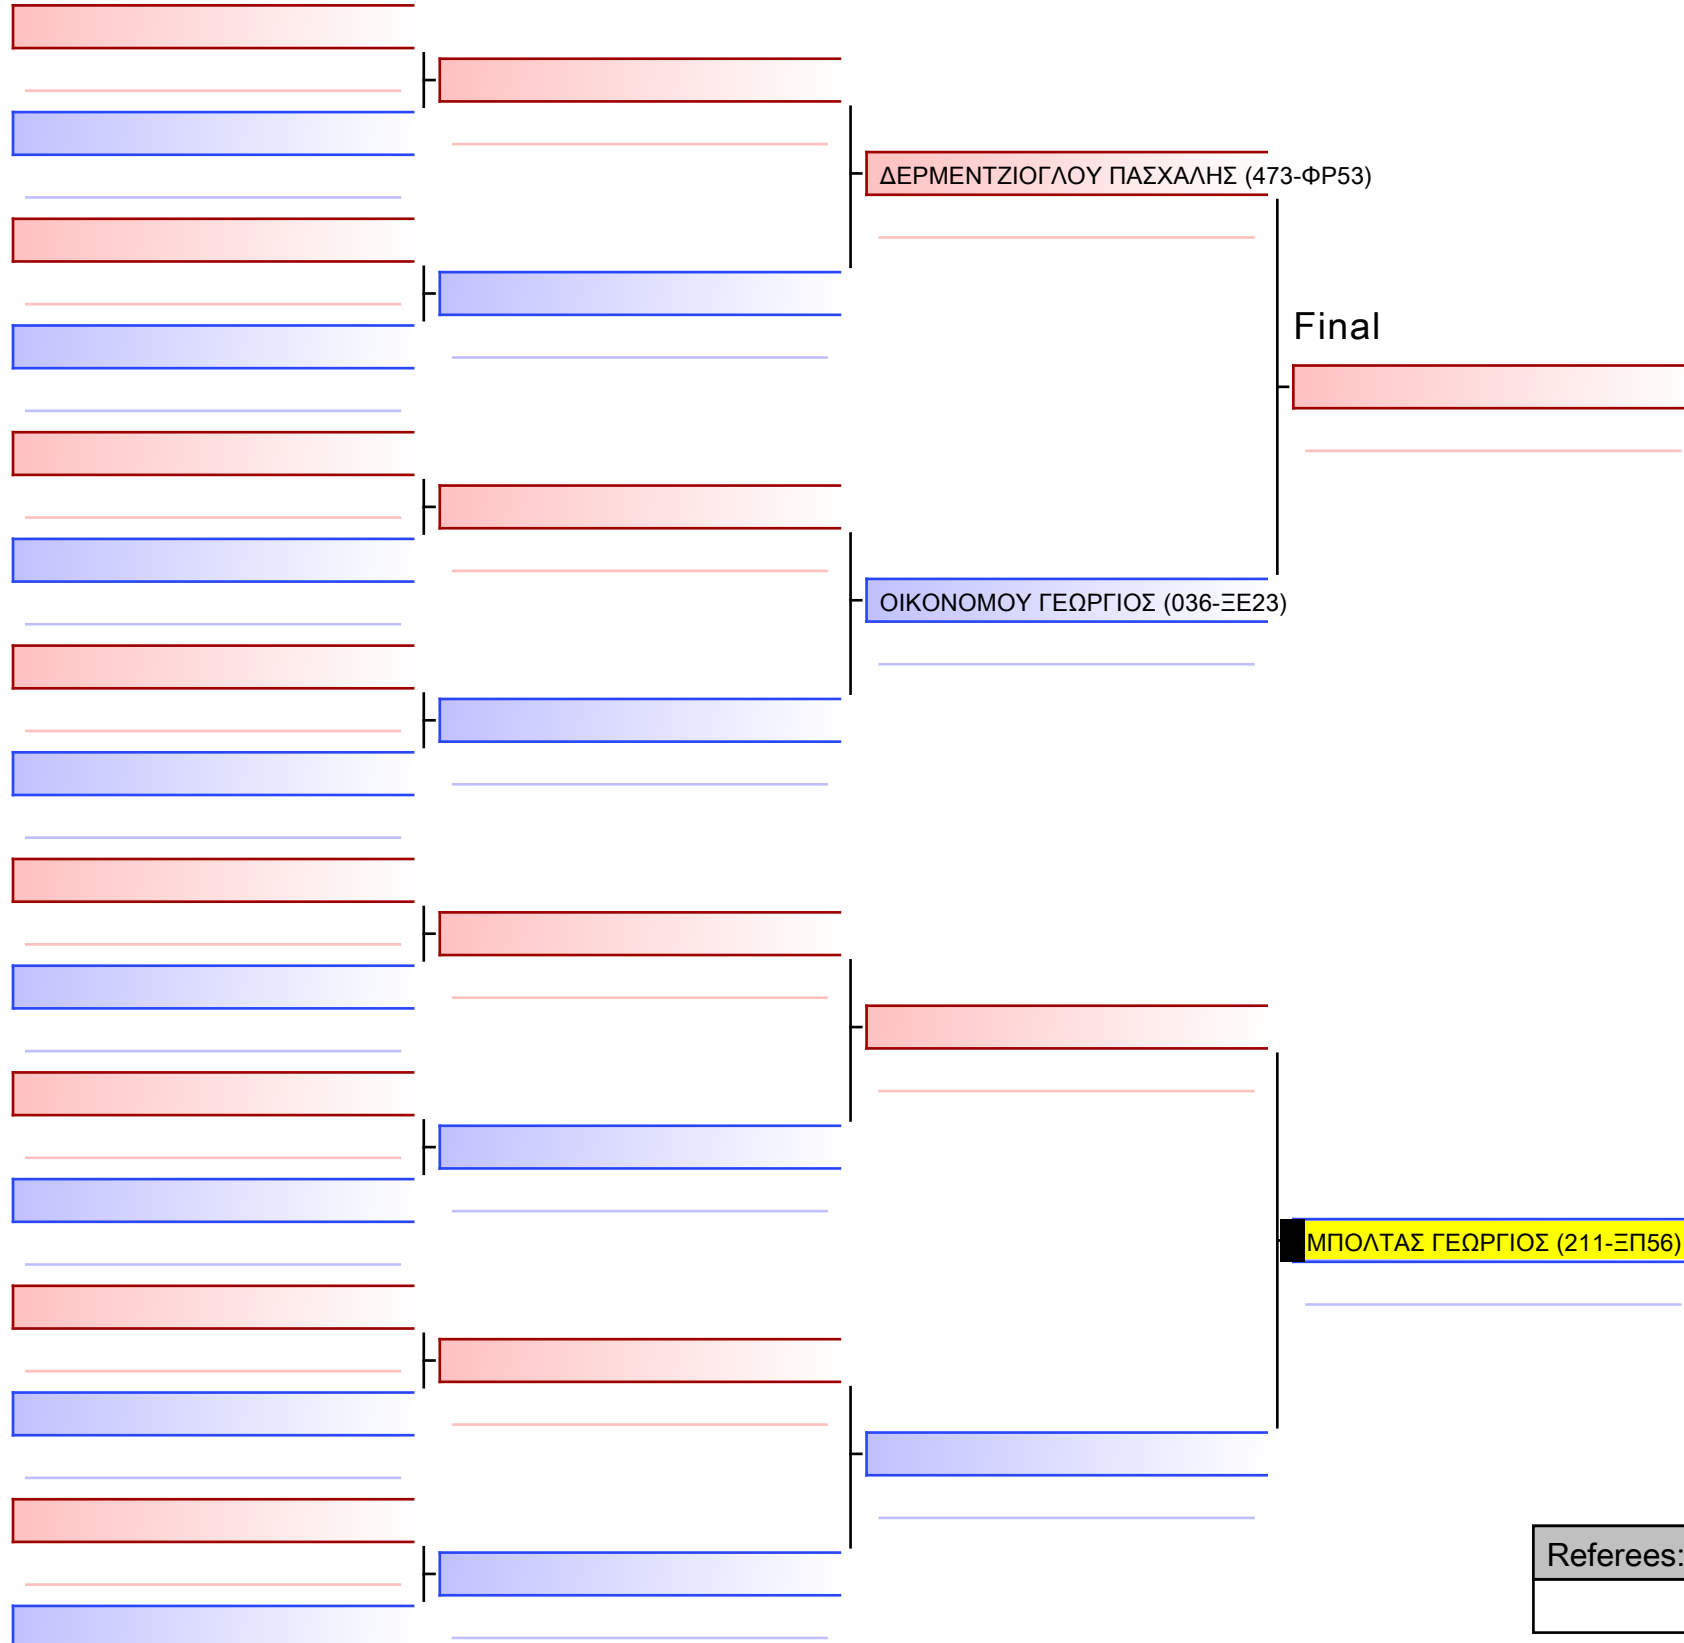 ΔΕΡΜΕΝΤΖΙΟΓΛΟΥ ΠΑΣΧΑΛΗΣ (473-ΦΡ53)
Final
ΟΙΚΟΝΟΜΟΥ ΓΕΩΡΓΙΟΣ (036-ΞΕ23)
ΜΠΟΛΤΑΣ ΓΕΩΡΓΙΟΣ (211-ΞΠ56)
Referees: